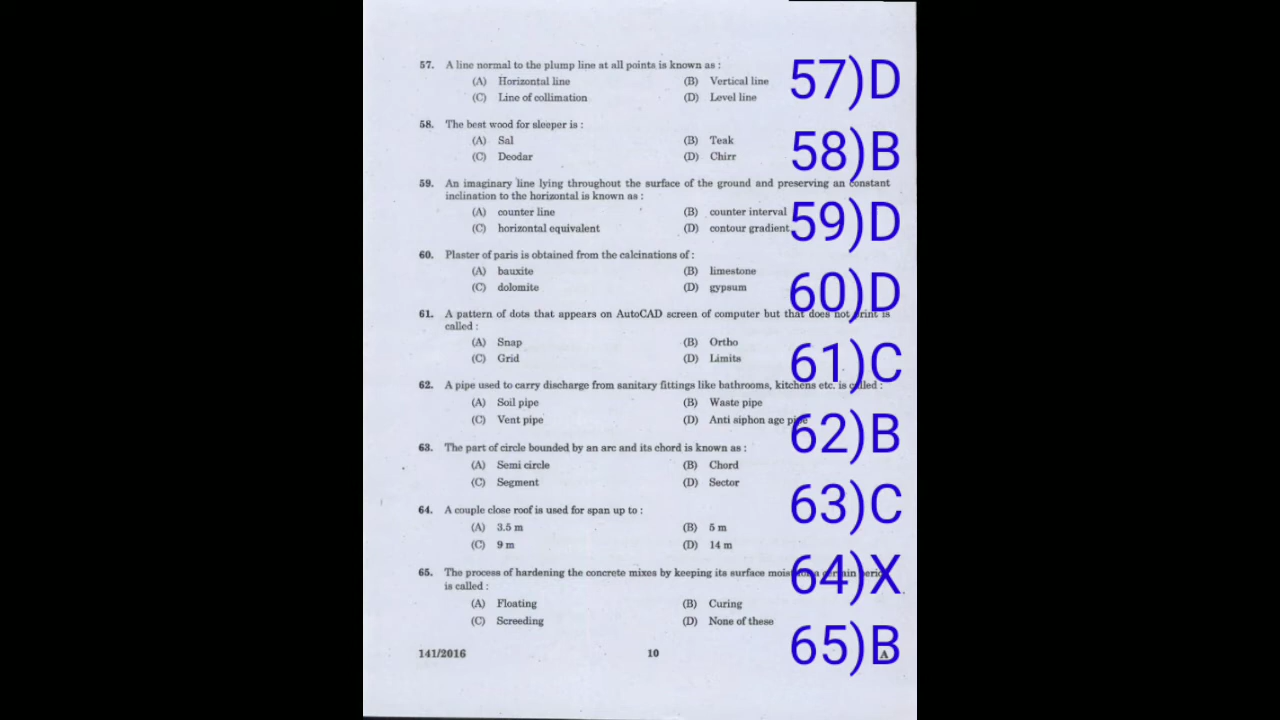 57. A line normal to the plump line at all points is known as :
(A) Horizontal line (B) Vertical line
(C) Line of collimation (D) Level line
57)D
58. The best wood for sleeper is :
(A) Sal (B) Teak
(C) Deodar (D) Chirr
58)B
59. An imaginary line lying throughout the surface of the ground and preserving an constant
inclination to the horizontal is known as :
(A) counter line (B) counter interval
(C) horizontal equivalent (D) contour gradient
59)D
60. Plaster of paris is obtained from the calcinations of :
(A) bauxite (B) limestone
(C) dolomite (D) gypsum
60)D
61. A pattern of dots that appears on AutoCAD screen of computer but that does not print is
called :
(A) Snap (B) Ortho
(C) Grid (D) Limits
61)C
62. A pipe used to carry discharge from sanitary fittings like bathrooms, kitchens etc. is called :
(A) Soil pipe (B) Waste pipe
(C) Vent pipe (D) Anti siphon age pipe
62)B
63. The part of circle bounded by an arc and its chord is known as :
(A) Semi circle (B) Chord
(C) Segment (D) Sector
63)C
64. A couple close roof is used for span up to :
(A) 3.5 m (B) 5 m
(C) 9 m (D) 14 m
64)X
65. The process of hardening the concrete mixes by keeping its surface a certain
is called :
(A) Floating (B) Curing
(C) Screeding (D) None of these
65)B
141/2016 10 A